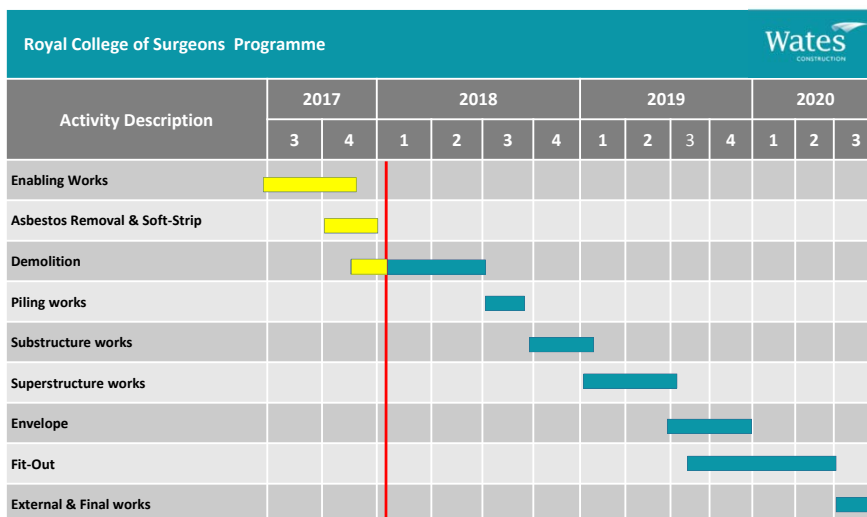 Royal College of Surgeons Programme
Wates
CONSTRUCTION
Activity Description
2017 2018 2019 2020
3 4 1 2 3 4 1 2 3 4 1 2 3
Enabling Works
Asbestos Removal & Soft-Strip
Demolition
Piling works
Substructure works
Superstructure works
Envelope
Fit-Out
External & Final works